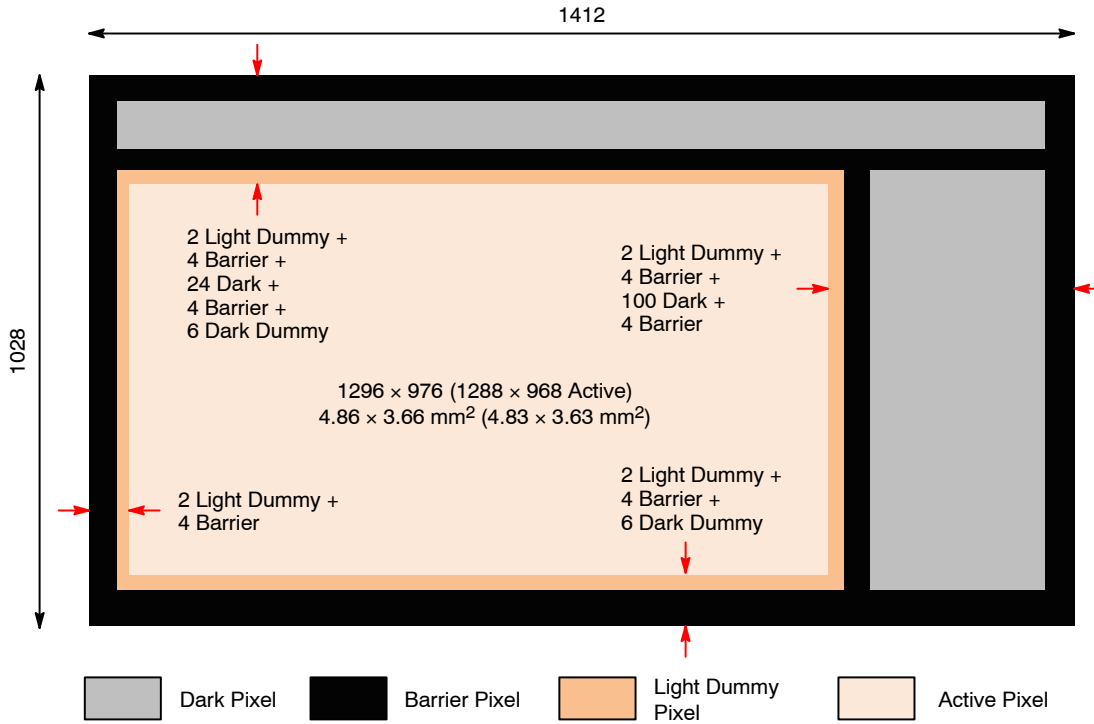 1412
1028
2 Light Dummy +
4 Barrier +
24 Dark +
4 Barrier +
6 Dark Dummy
2 Light Dummy +
4 Barrier +
100 Dark +
4 Barrier
1296 × 976 (1288 × 968 Active)
4.86 × 3.66 mm² (4.83 × 3.63 mm²)
2 Light Dummy +
4 Barrier
2 Light Dummy +
4 Barrier +
6 Dark Dummy
Dark Pixel
Barrier Pixel
Light Dummy
Pixel
Active Pixel